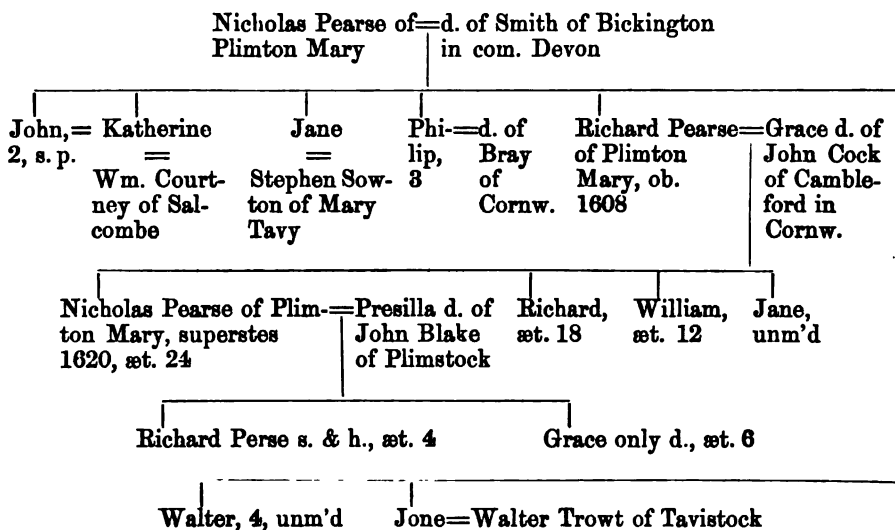 Nicholas Pearse of=d. of Smith of Bickington
Plimton Mary in com. Devon
John,= Katherine Jane Phi-=d. of Richard Pearse=Grace d. of
2, s. p. = = lip, Bray of Plimton John Cock
Wm. Court- Stephen Sow- 3 of Mary, ob. of Camble-
ney of Sal- ton of Mary Cornw. 1608 ford in
combe Tavy Cornw.
Nicholas Pearse of Plim-=Presilla d. of Richard, William, Jane,
ton Mary, superstes John Blake æt. 18 æt. 12 unm'd
1620, æt. 24 of Plimstock
Richard Perse s. & h., æt. 4 Grace only d., æt. 6
Walter, 4, unm'd Jone=Walter Trowt of Tavistock